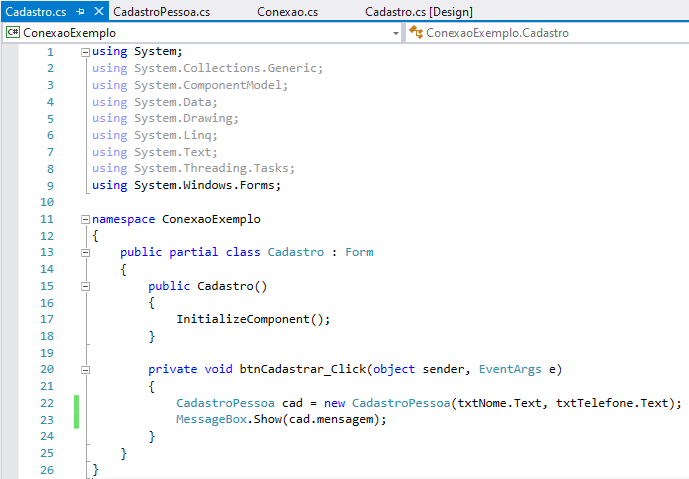 Cadastro.cs CadastroPessoa.cs Conexao.cs Cadastro.cs [Design]
C# ConexaoExemplo ConexaoExemplo.Cadastro
1 using System;
2 using System.Collections.Generic;
3 using System.ComponentModel;
4 using System.Data;
5 using System.Drawing;
6 using System.Linq;
7 using System.Text;
8 using System.Threading.Tasks;
9 using System.Windows.Forms;
10
11 namespace ConexaoExemplo
12 {
13 public partial class Cadastro : Form
14 {
15 public Cadastro()
16 {
17 InitializeComponent();
18 }
19
20 private void btnCadastrar_Click(object sender, EventArgs e)
21 {
22 CadastroPessoa cad = new CadastroPessoa(txtNome.Text, txtTelefone.Text);
23 MessageBox.Show(cad.mensagem);
24 }
25 }
26 }